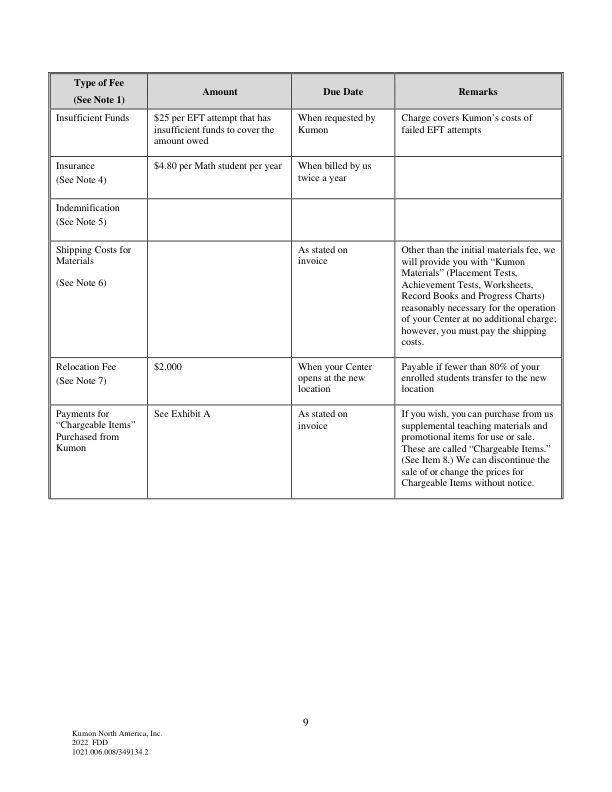 Type of Fee
(See Note 1)
Amount
Due Date
Remarks
Insufficient Funds
$25 per EFT attempt that has
insufficient funds to cover the
amount owed
When requested by
Kumon
Charge covers Kumon’s costs of
failed EFT attempts
Insurance
(See Note 4)
$4.80 per Math student per year
When billed by us
twice a year
Indemnification
(See Note 5)
Shipping Costs for
Materials
(See Note 6)
As stated on
invoice
Other than the initial materials fee, we
will provide you with “Kumon
Materials” (Placement Tests,
Achievement Tests, Worksheets,
Record Books and Progress Charts)
reasonably necessary for the operation
of your Center at no additional charge;
however, you must pay the shipping
costs.
Relocation Fee
(See Note 7)
$2,000
When your Center
opens at the new
location
Payable if fewer than 80% of your
enrolled students transfer to the new
location
Payments for
“Chargeable Items”
Purchased from
Kumon
See Exhibit A
As stated on
invoice
If you wish, you can purchase from us
supplemental teaching materials and
promotional items for use or sale.
These are called “Chargeable Items.”
(See Item 8.) We can discontinue the
sale of or change the prices for
Chargeable Items without notice.
9
Kumon North America, Inc.
2022 FDD
1021.006.008/349134.2